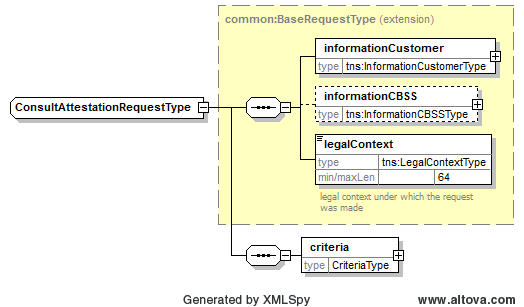 common:BaseRequestType (extension)
informationCustomer
type tns:InformationCustomerType
ConsultAttestationRequestType
informationCBSS
type tns:InformationCBSSType
legalContext
type tns:LegalContextType
min/maxLen 64
legal context under which the request
was made
criteria
type CriteriaType
Generated by XMLSpy www.altova.com